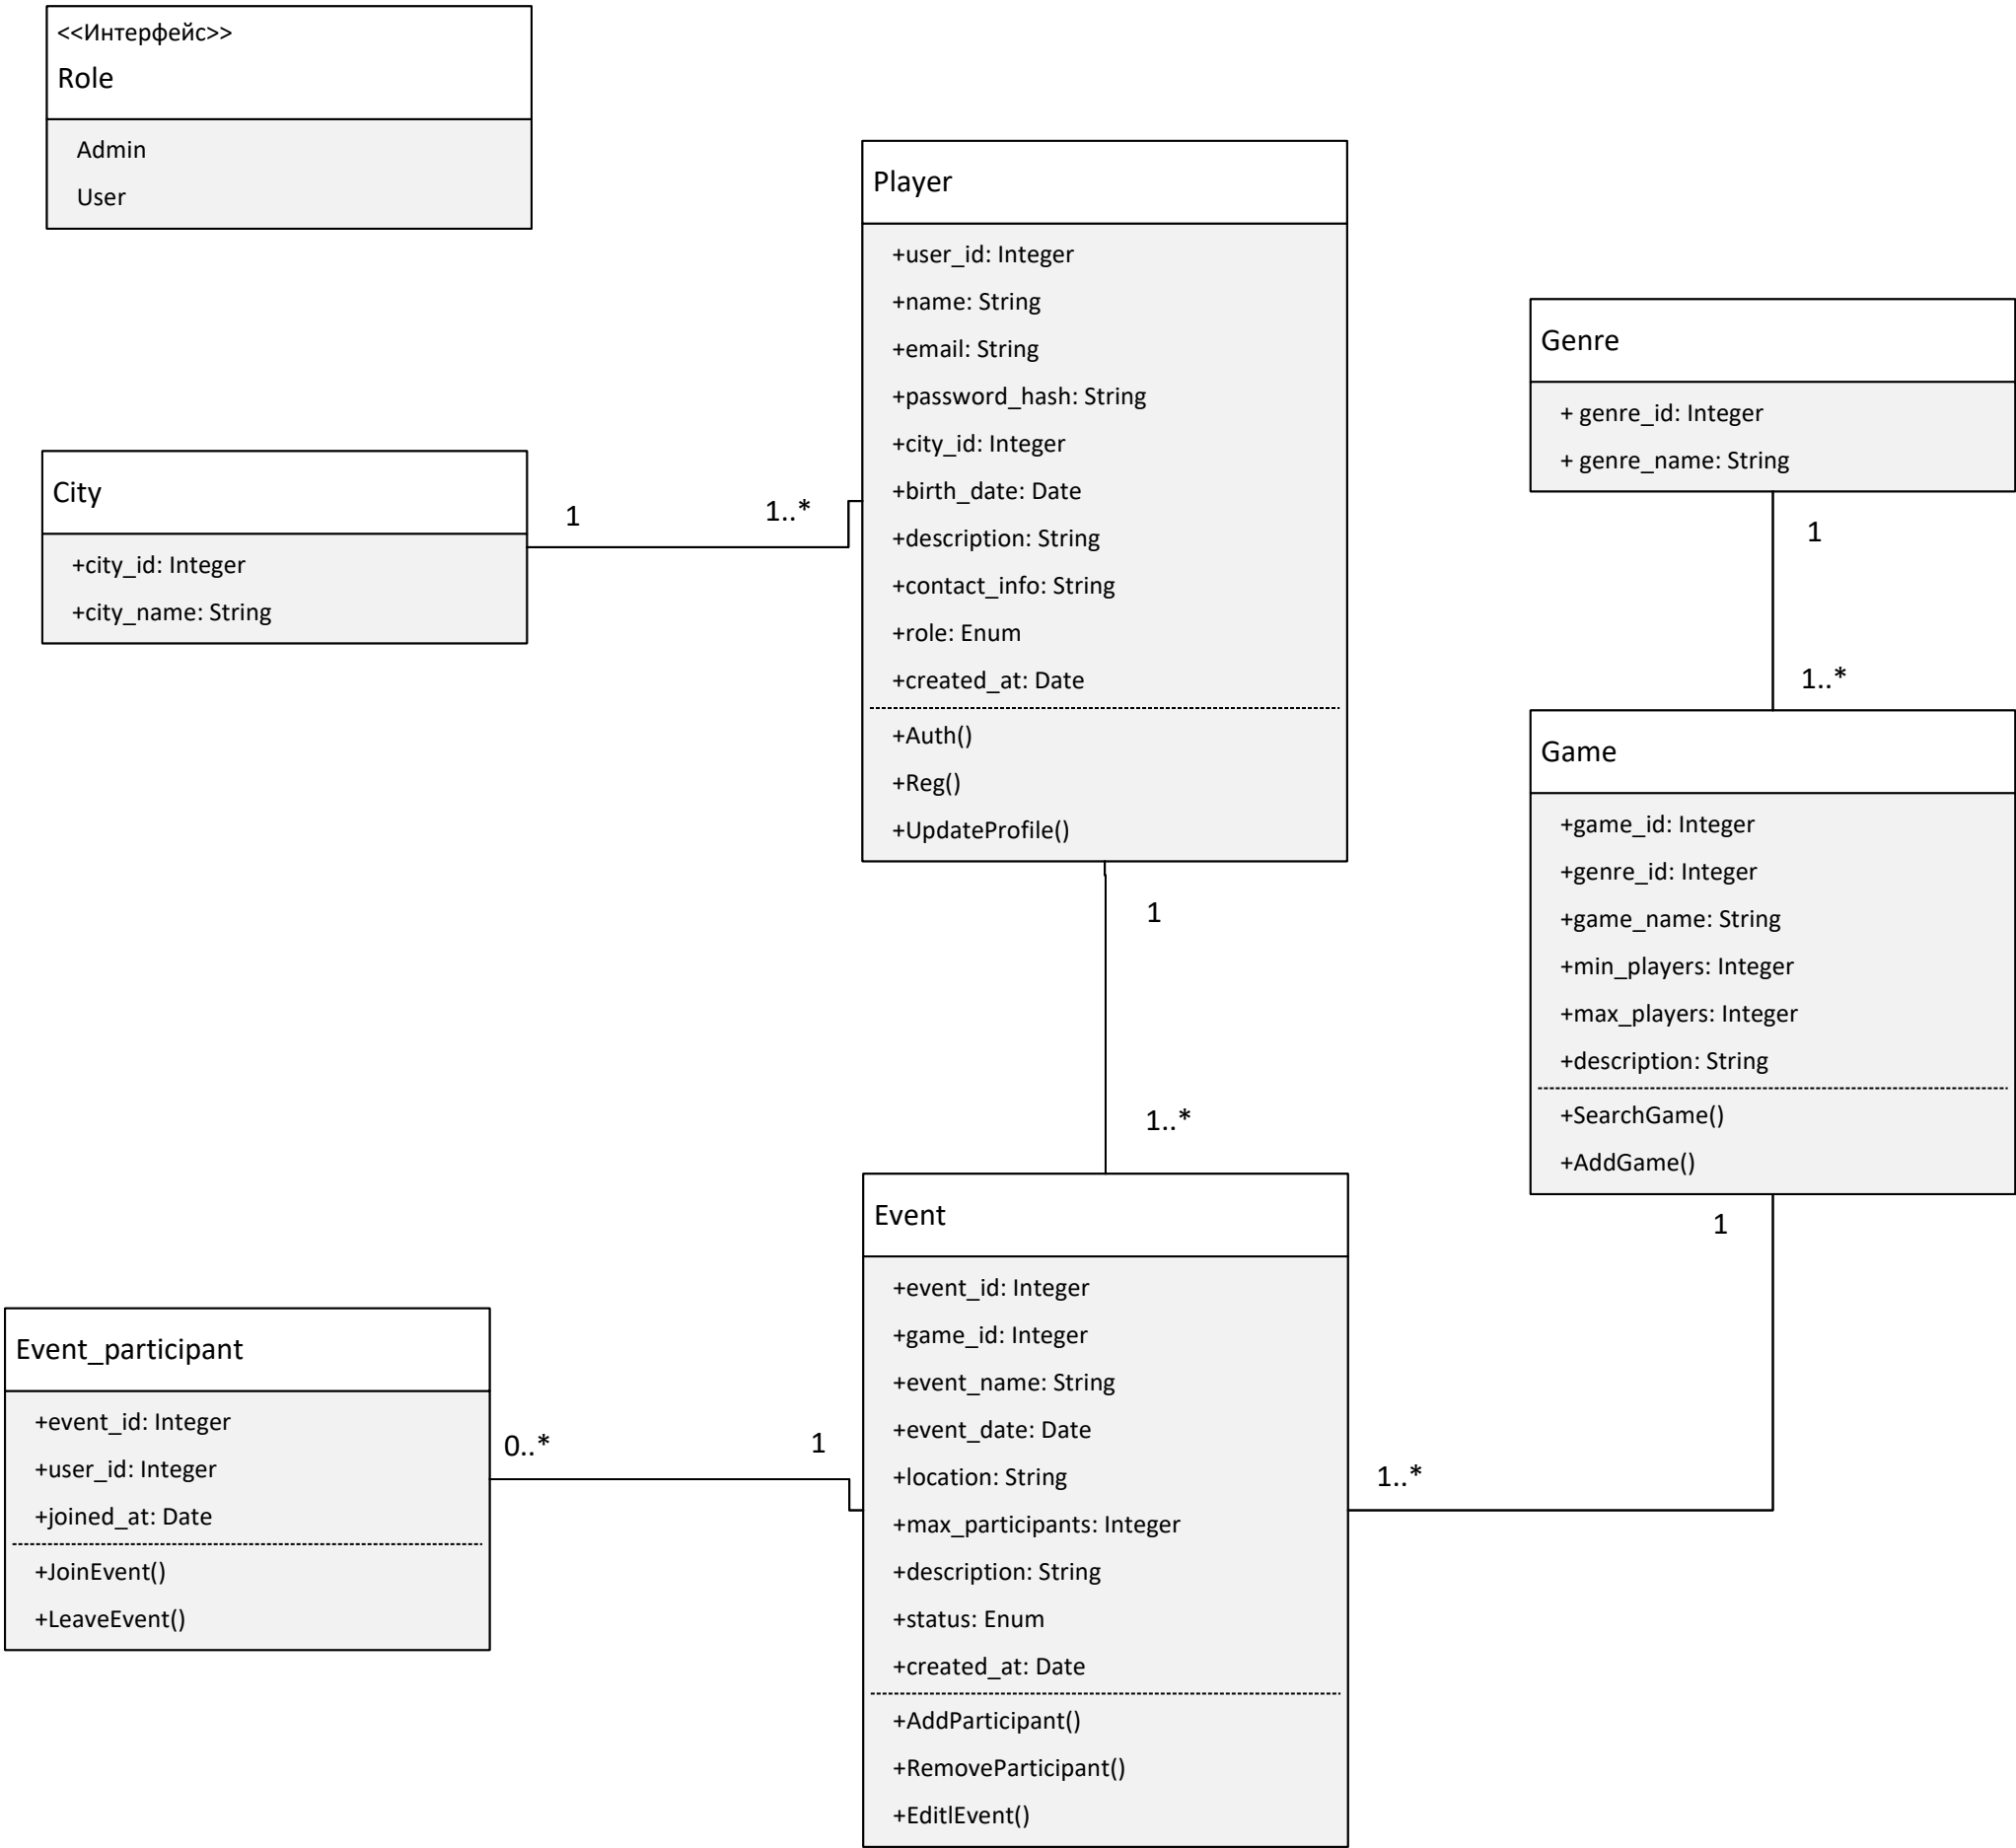 <<Интерфейс>>
Role
Admin
User
Player
+user_id: Integer
+name: String
+email: String
+password_hash: String
+city_id: Integer
+birth_date: Date
+description: String
+contact_info: String
+role: Enum
+created_at: Date
+Auth()
+Reg()
+UpdateProfile()
Genre
+ genre_id: Integer
+ genre_name: String
City
+city_id: Integer
+city_name: String
1
1..*
1
1..*
Game
+game_id: Integer
+genre_id: Integer
+game_name: String
+min_players: Integer
+max_players: Integer
+description: String
+SearchGame()
+AddGame()
1
1..*
1
1..*
Event
+event_id: Integer
+game_id: Integer
+event_name: String
+event_date: Date
+location: String
+max_participants: Integer
+description: String
+status: Enum
+created_at: Date
+AddParticipant()
+RemoveParticipant()
+EditlEvent()
Event_participant
+event_id: Integer
+user_id: Integer
+joined_at: Date
+JoinEvent()
+LeaveEvent()
0..*
1